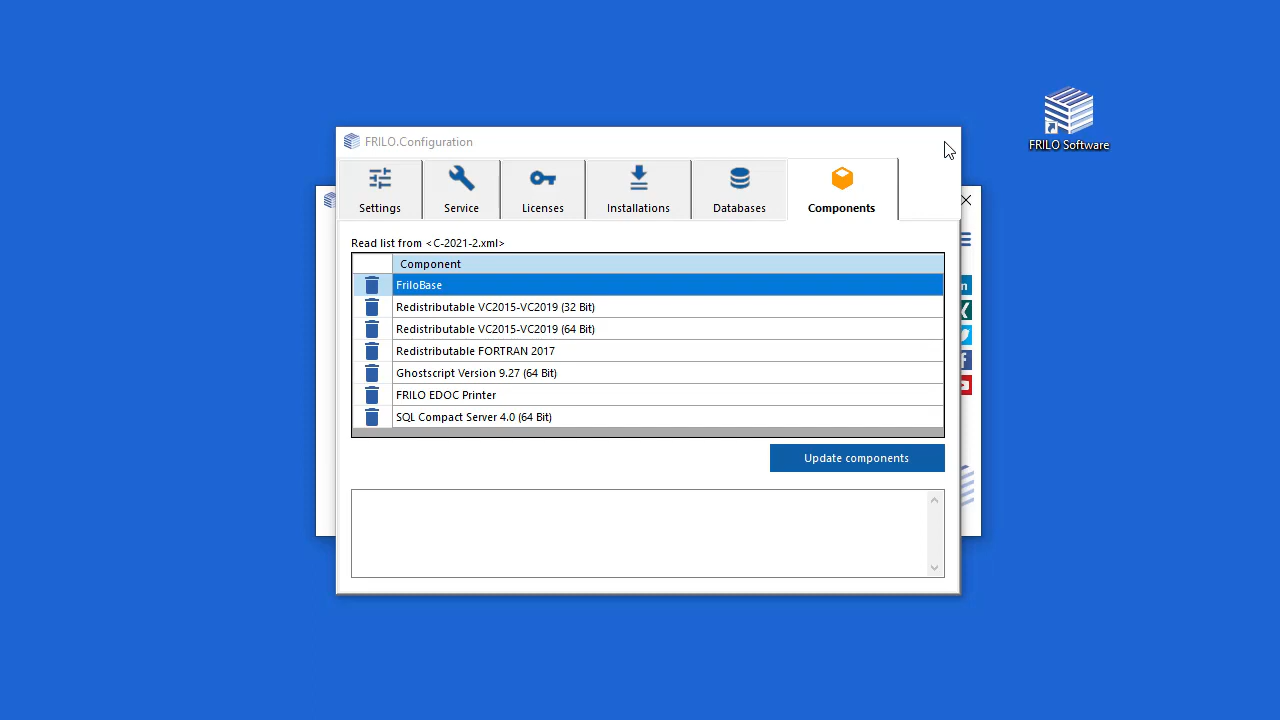 FRILO Software
FRILO.Configuration
Settings
Service
Licenses
Installations
Databases
Components
Read list from <C-2021-2.xml>
Component
FriloBase
Redistributable VC2015-VC2019 (32 Bit)
Redistributable VC2015-VC2019 (64 Bit)
Redistributable FORTRAN 2017
Ghostscript Version 9.27 (64 Bit)
FRILO EDOC Printer
SQL Compact Server 4.0 (64 Bit)
Update components